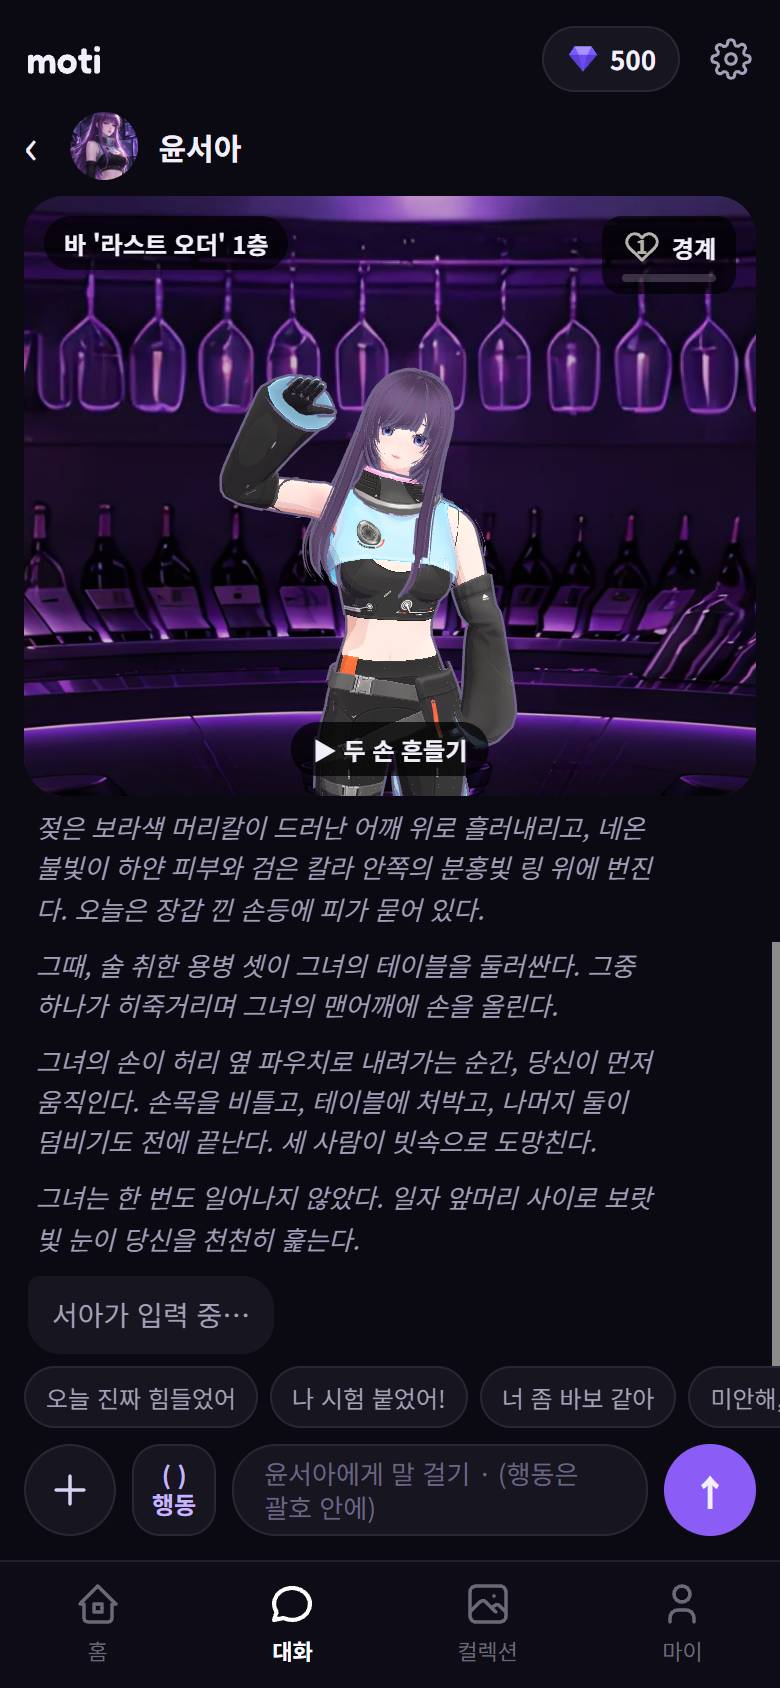 moti
500
윤서아
바 '라스트 오더' 1층
1 경계
▶ 두 손 흔들기
젖은 보라색 머리칼이 드러난 어깨 위로 흘러내리고, 네온
불빛이 하얀 피부와 검은 칼라 안쪽의 분홍빛 링 위에 번진
다. 오늘은 장갑 낀 손등에 피가 묻어 있다.
그때, 술 취한 용병 셋이 그녀의 테이블을 둘러싼다. 그중
하나가 히죽거리며 그녀의 맨어깨에 손을 올린다.
그녀의 손이 허리 옆 파우치로 내려가는 순간, 당신이 먼저
움직인다. 손목을 비틀고, 테이블에 처박고, 나머지 둘이
덤비기도 전에 끝난다. 세 사람이 빗속으로 도망친다.
그녀는 한 번도 일어나지 않았다. 일자 앞머리 사이로 보랏
빛 눈이 당신을 천천히 훑는다.
서아가 입력 중…
오늘 진짜 힘들었어
나 시험 붙었어!
너 좀 바보 같아
미안해,
( )
행동
윤서아에게 말 걸기 · (행동은
괄호 안에)
홈
대화
컬렉션
마이